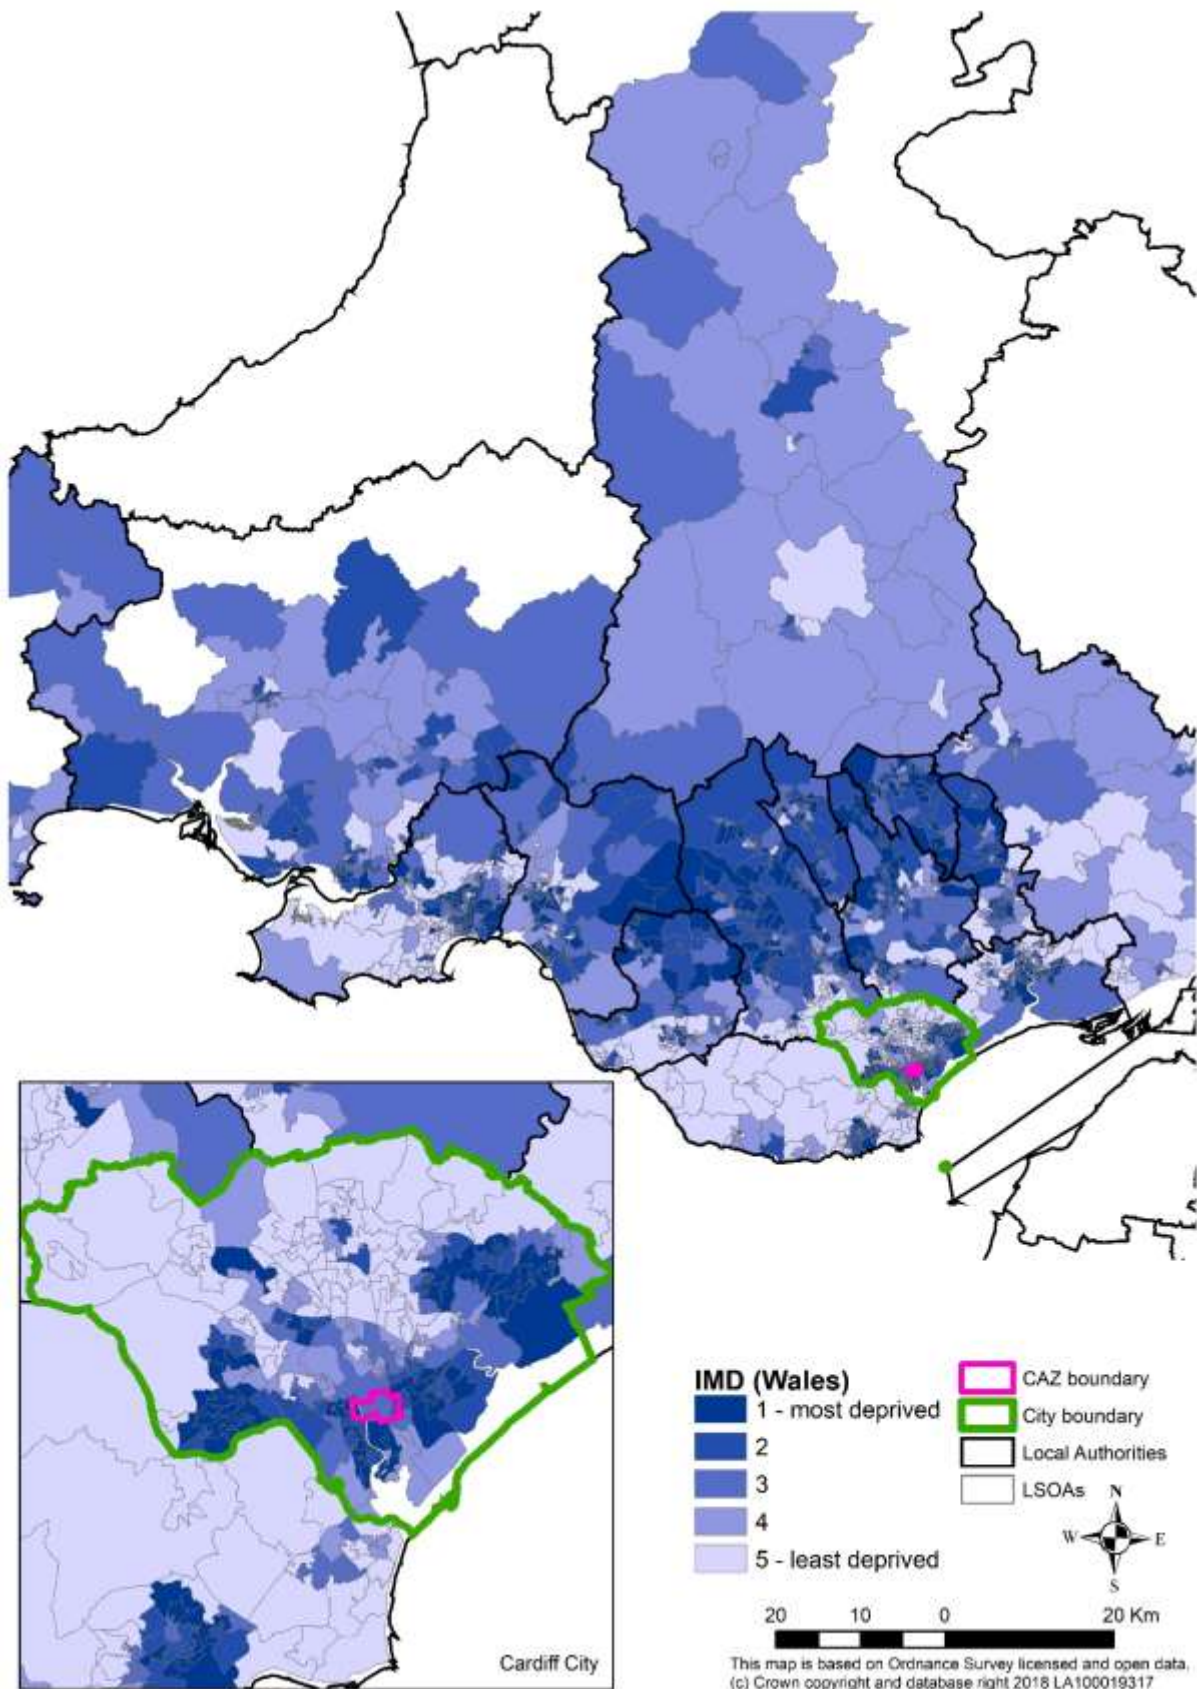 Cardiff City
IMD (Wales)
1 - most deprived
2
3
4
5 - least deprived
CAZ boundary
City boundary
Local Authorities
LSOAs
N
W
E
S
20 10 0 20 Km
This map is based on Ordnance Survey licensed and open data.
(c) Crown copyright and database right 2018 LA100019317